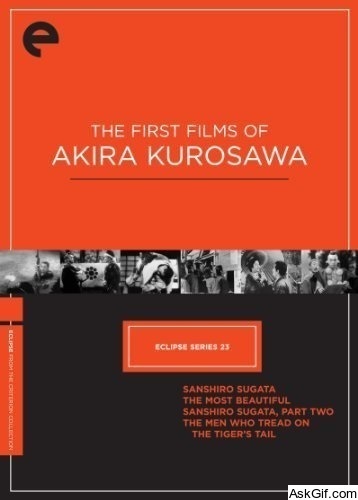 e
THE FIRST FILMS OF
AKIRA KUROSAWA
ECLIPSE SERIES 23
ECLIPSE FROM THE CRITERION COLLECTION
SANSHIRO SUGATA
THE MOST BEAUTIFUL
SANSHIRO SUGATA, PART TWO
THE MEN WHO TREAD ON
THE TIGER'S TAIL
AskGif.com